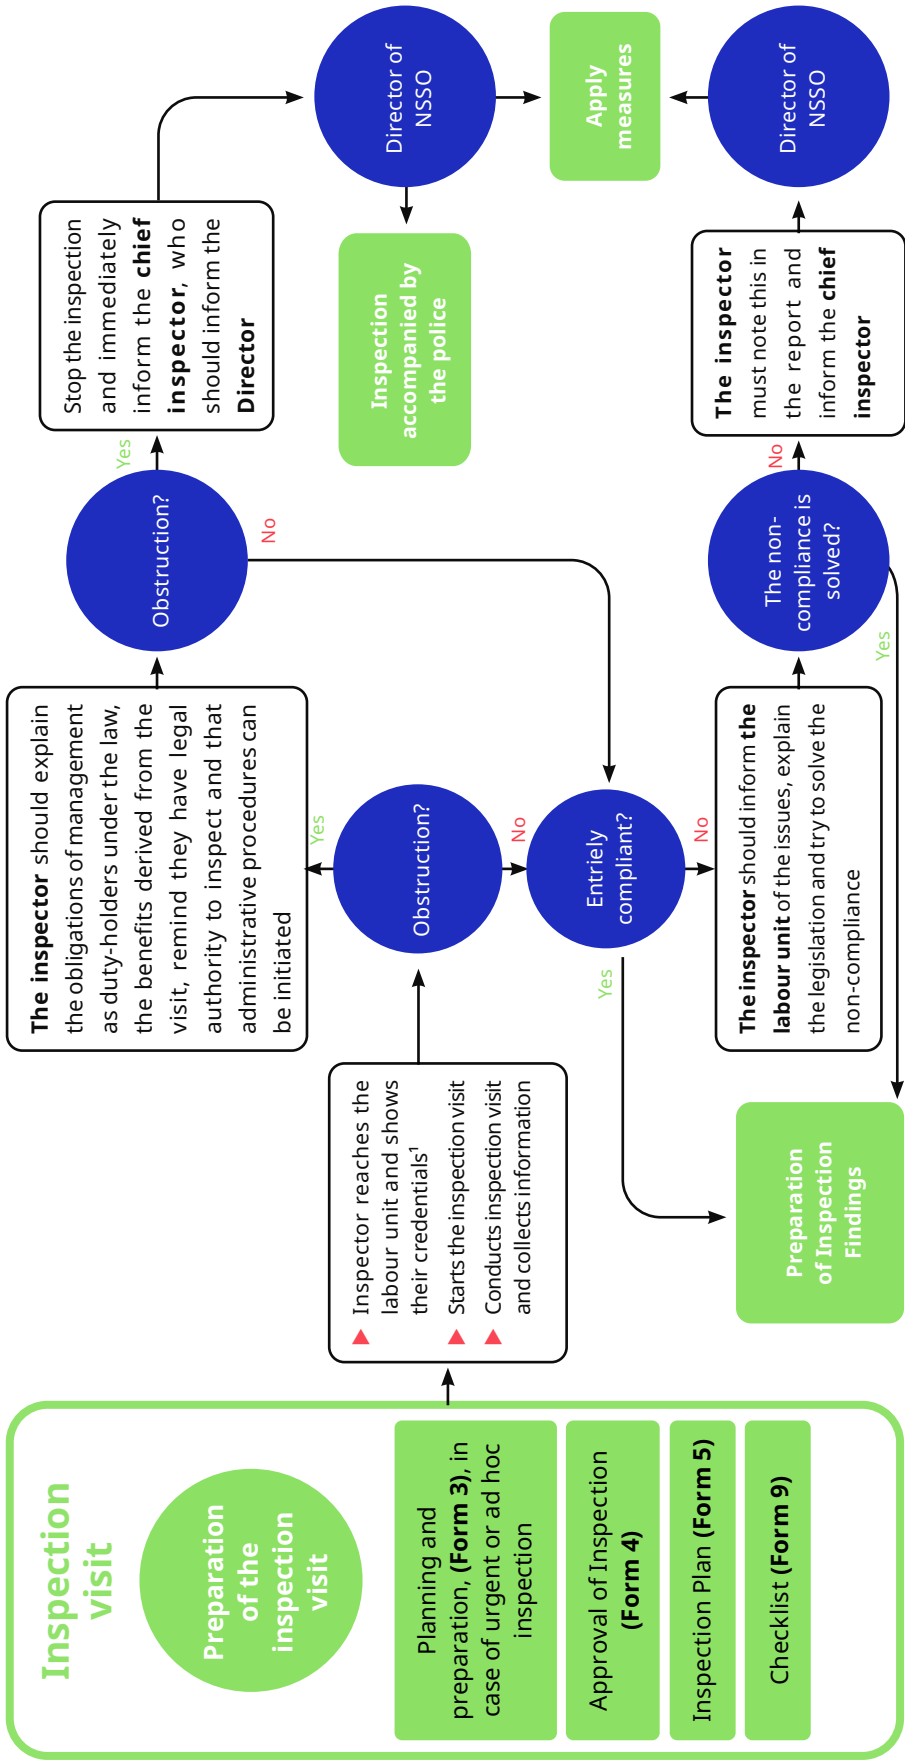 Inspection
visit
Preparation
of the
inspection
visit
Planning and
preparation, (Form 3), in
case of urgent or ad hoc
inspection
Approval of Inspection
(Form 4)
Inspection Plan (Form 5)
Checklist (Form 9)
Inspector reaches the
labour unit and shows
their credentials¹
Starts the inspection visit
Conducts inspection visit
and collects information
Obstruction?
Yes
No
The inspector should explain
the obligations of management
as duty-holders under the law,
the benefits derived from the
visit, remind they have legal
authority to inspect and that
administrative procedures can
be initiated
Obstruction?
Yes
No
Stop the inspection
and immediately
inform the chief
inspector, who
should inform the
Director
Director of
NSSO
Inspection
accompanied by
the police
Apply
measures
Entriely
compliant?
Yes
No
Preparation
of Inspection
Findings
The inspector should inform the
labour unit of the issues, explain
the legislation and try to solve the
non-compliance
The non-
compliance is
solved?
Yes
No
The inspector
must note this in
the report and
inform the chief
inspector
Director of
NSSO